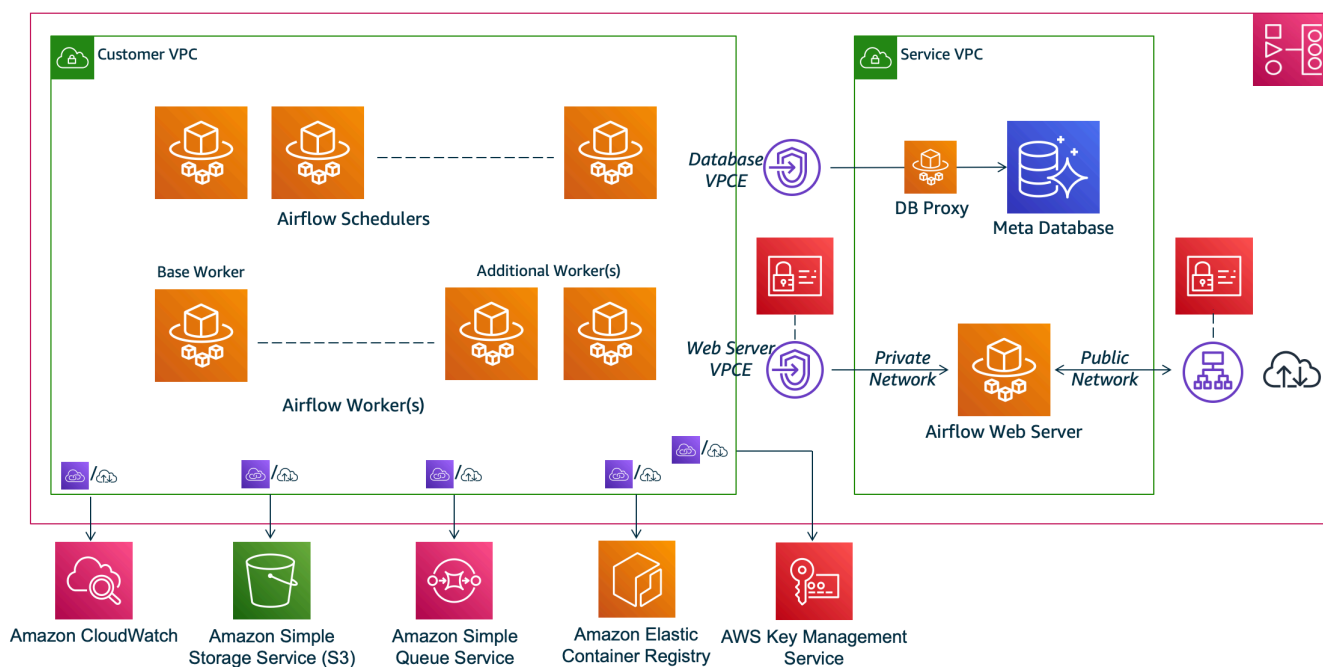 Customer VPC
Service VPC
Database
VPCE
DB Proxy
Meta Database
Airflow Schedulers
Base Worker
Additional Worker(s)
Web Server
VPCE
Private
Network
Public
Network
Airflow Worker(s)
Airflow Web Server
/
/
/
/
/
Amazon CloudWatch
Amazon Simple
Storage Service (S3)
Amazon Simple
Queue Service
Amazon Elastic
Container Registry
AWS Key Management
Service